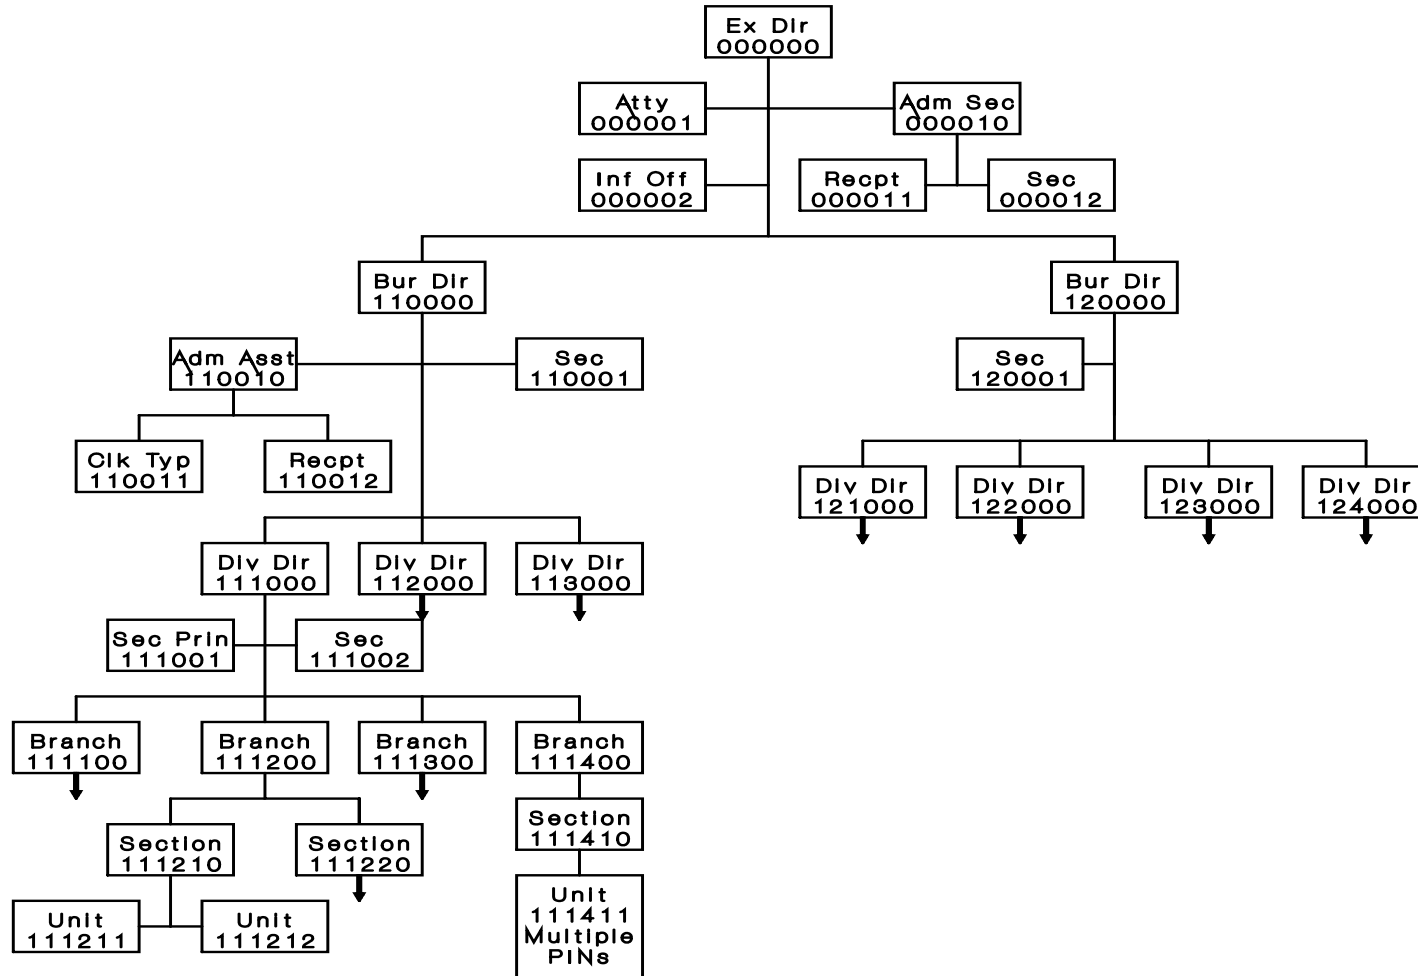 Ex Dir
000000
Atty
000001
Adm Sec
000010
Inf Off
000002
Recpt
000011
Sec
000012
Bur Dir
110000
Bur Dir
120000
Adm Asst
110010
Sec
110001
Sec
120001
Clk Typ
110011
Recpt
110012
Div Dir
121000
Div Dir
122000
Div Dir
123000
Div Dir
124000
Div Dir
111000
Div Dir
112000
Div Dir
113000
Sec Prin
111001
Sec
111002
Branch
111100
Branch
111200
Branch
111300
Branch
111400
Section
111210
Section
111220
Section
111410
Unit
111211
Unit
111212
Unit
111411
Multiple
PINs